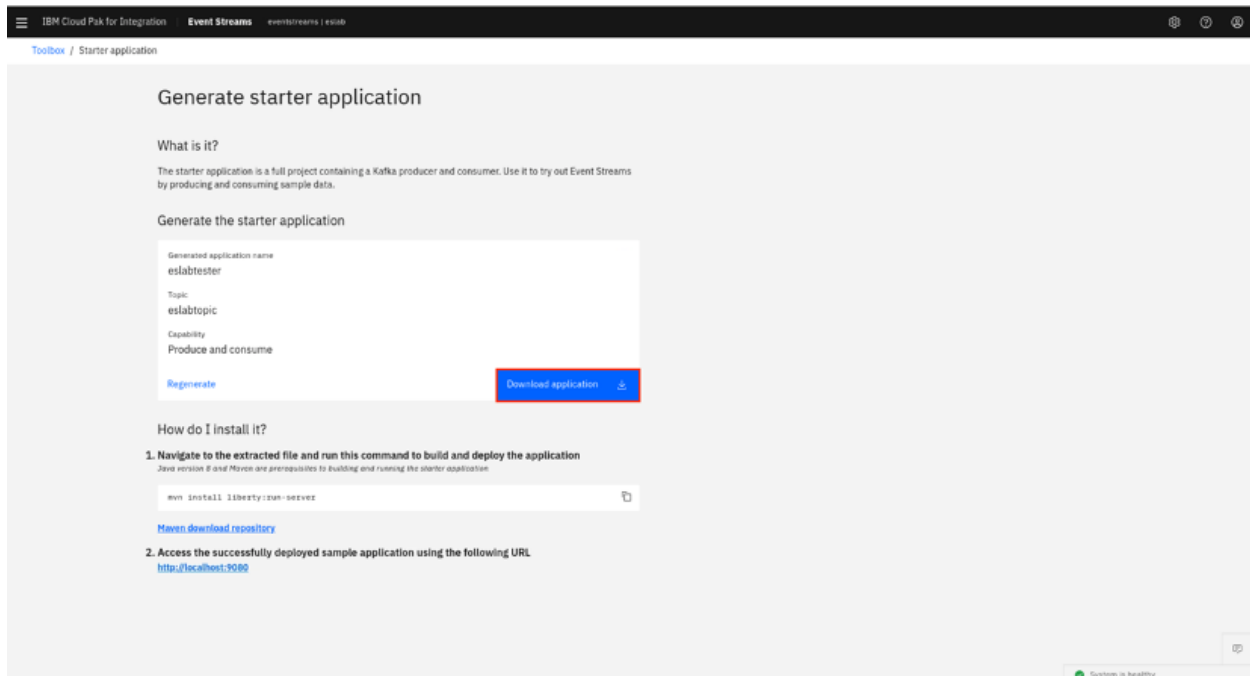 IBM Cloud Pak for Integration | Event Streams eventstreams | eslab
Toolbox / Starter application
Generate starter application
What is it?
The starter application is a full project containing a Kafka producer and consumer. Use it to try out Event Streams
by producing and consuming sample data.
Generate the starter application
Generated application name
eslabtester
Topic
eslabtopic
Capability
Produce and consume
Regenerate Download application
How do I install it?
1. Navigate to the extracted file and run this command to build and deploy the application
Java version 8 and Maven are prerequisites to building and running the starter application
mvn install liberty:run-server
Maven download repository
2. Access the successfully deployed sample application using the following URL
http://localhost:9080
System is healthy